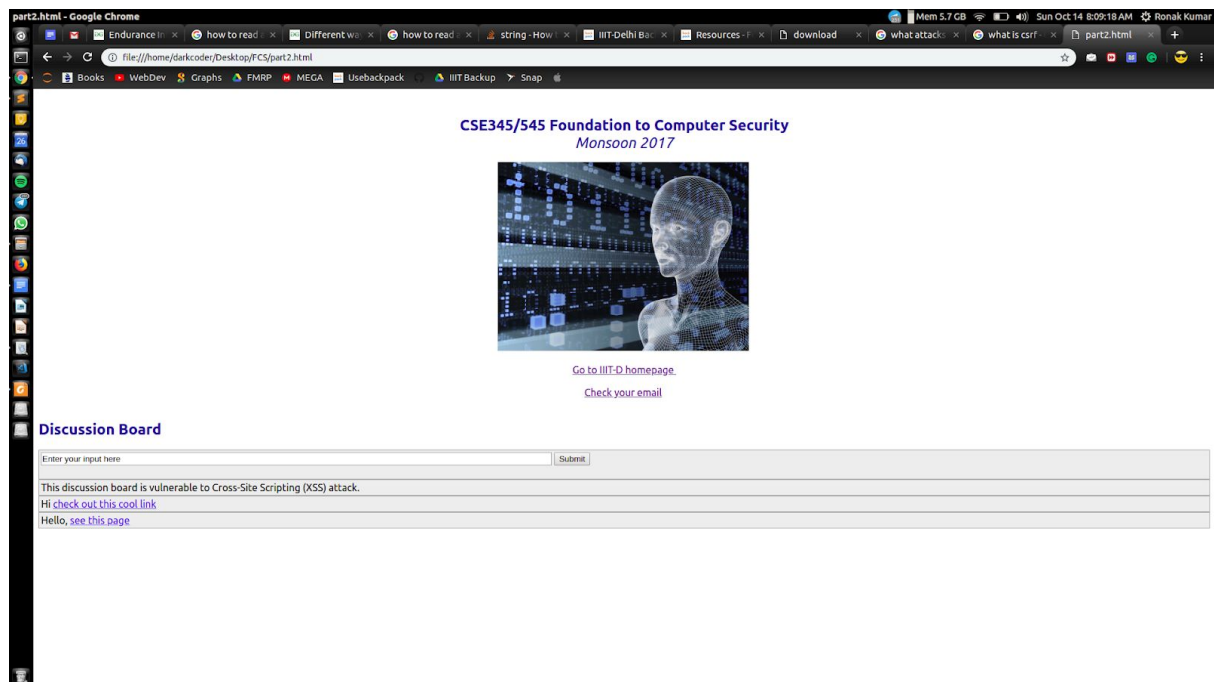 part2.html - Google Chrome
Mem 5.7 GB
Sun Oct 14 8:09:18 AM
Ronak Kumar
Endurance In
how to read a
Different way
how to read a
string - How t
IIIT-Delhi Bac
Resources - F
download
what attacks
what is csrf -
part2.html
file:///home/darkcoder/Desktop/FCS/part2.html
Books
WebDev
Graphs
FMRP
MEGA
Usebackpack
IIITBackup
Snap
26
CSE345/545 Foundation to Computer Security
Monsoon 2017
Go to IIIT-D homepage
Check your email
Discussion Board
Enter your input here
Submit
This discussion board is vulnerable to Cross-Site Scripting (XSS) attack.
Hi check out this cool link
Hello, see this page